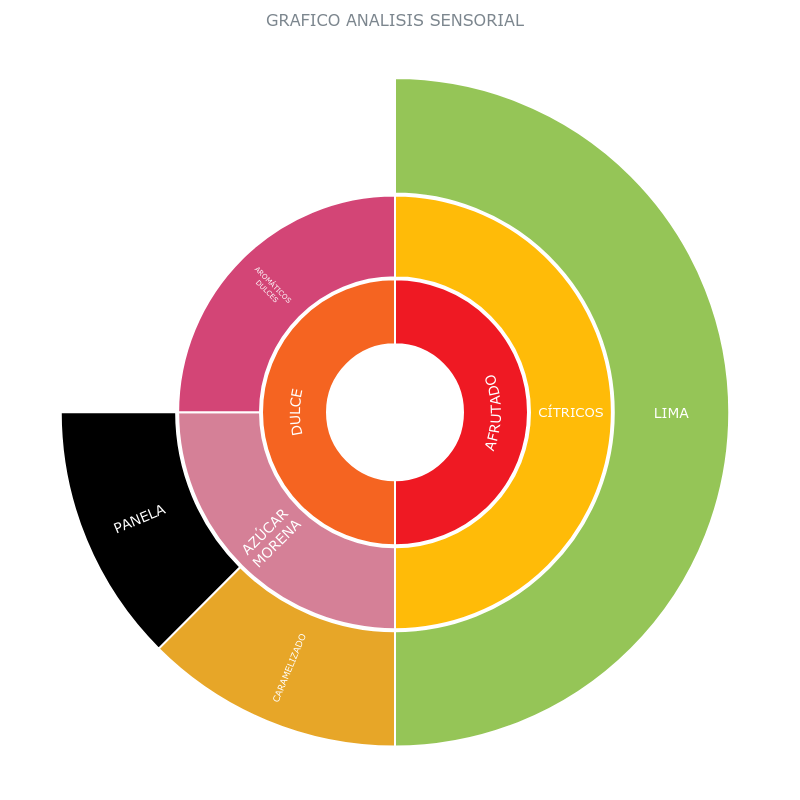 GRAFICO ANALISIS SENSORIAL
AROMÁTICOS
DULCES
DULCE
AFRUTADO
CÍTRICOS
LIMA
AZÚCAR
MORENA
PANELA
CARAMELIZADO